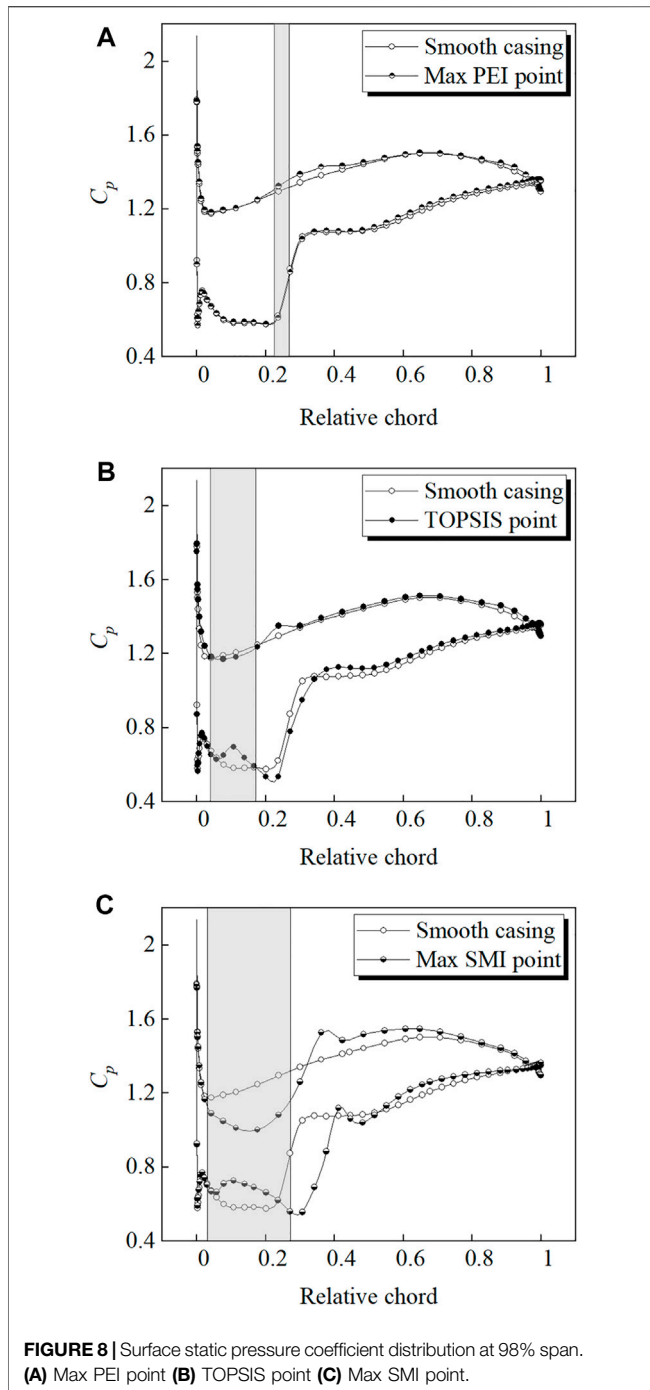 A
Smooth casing
Max PEI point
2
1.6
1.2
0.8
0.4
Cp
0 0.2 0.4 0.6 0.8 1
Relative chord
B
Smooth casing
TOPSIS point
2
1.6
1.2
0.8
0.4
Cp
0 0.2 0.4 0.6 0.8 1
Relative chord
C
Smooth casing
Max SMI point
2
1.6
1.2
0.8
0.4
Cp
0 0.2 0.4 0.6 0.8 1
Relative chord
FIGURE 8 | Surface static pressure coefficient distribution at 98% span.
(A) Max PEI point (B) TOPSIS point (C) Max SMI point.